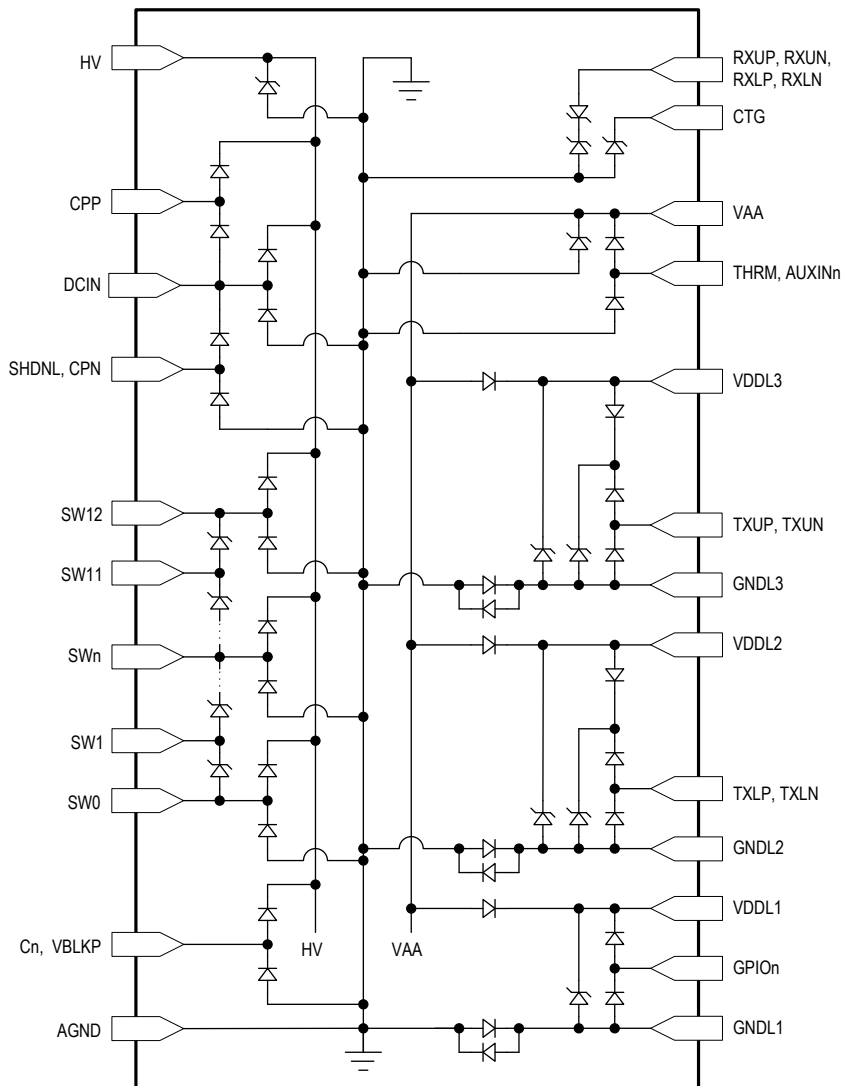 HV
CPP
DCIN
SHDNL, CPN
SW12
SW11
SWn
SW1
SW0
Cn, VBLKP
AGND
HV
VAA
RXUP, RXUN,
RXLP, RXLN
CTG
VAA
THRM, AUXINn
VDDL3
TXUP, TXUN
GNDL3
VDDL2
TXLP, TXLN
GNDL2
VDDL1
GPIOn
GNDL1